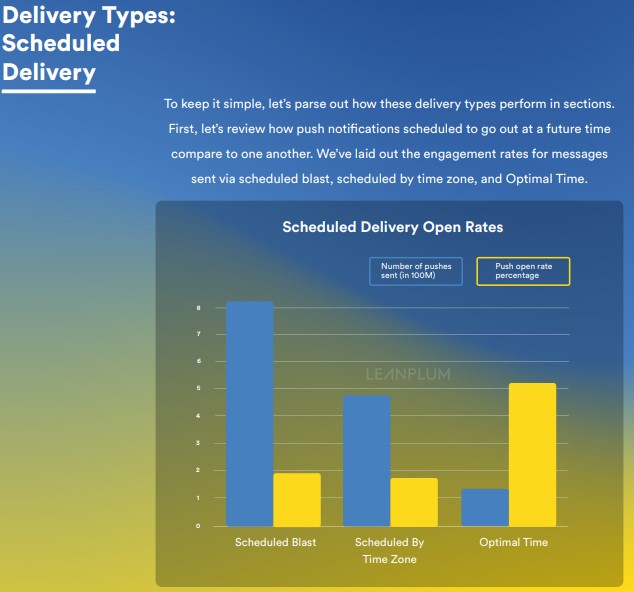 Delivery Types:
Scheduled
Delivery
To keep it simple, let's parse out how these delivery types perform in sections.
First, let's review how push notifications scheduled to go out at a future time
compare to one another. We've laid out the engagement rates for messages
sent via scheduled blast, scheduled by time zone, and Optimal Time.
Scheduled Delivery Open Rates
Number of pushes
sent (in 100M)
Push open rate
percentage
8
7
6
5
4
3
2
1
0
LEANPLUM
Scheduled Blast
Scheduled By
Time Zone
Optimal Time